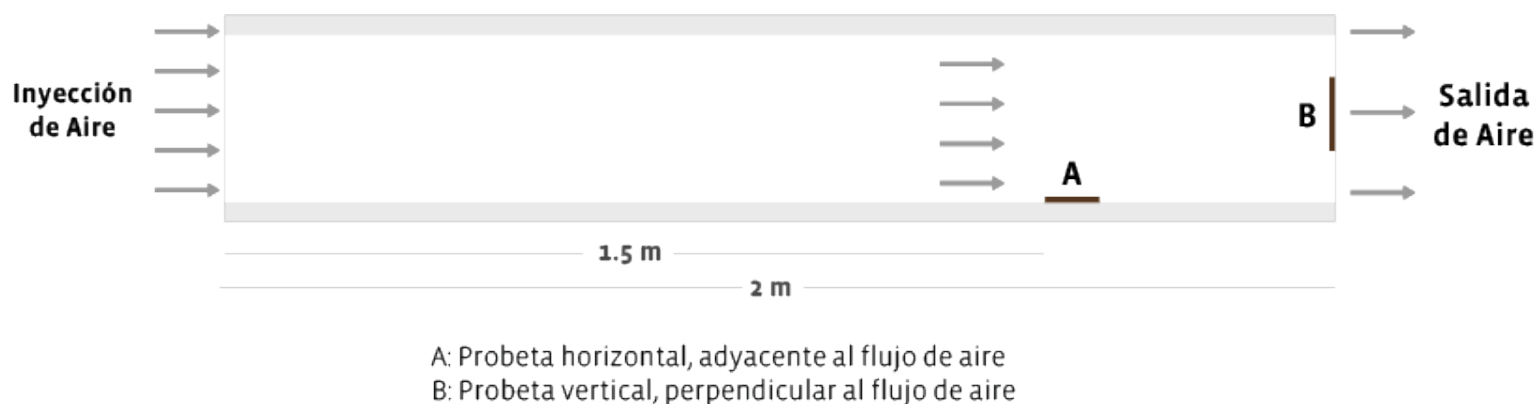 Inyección
de Aire
A
B
Salida
de Aire
1.5 m
2 m
A: Probeta horizontal, adyacente al flujo de aire
B: Probeta vertical, perpendicular al flujo de aire